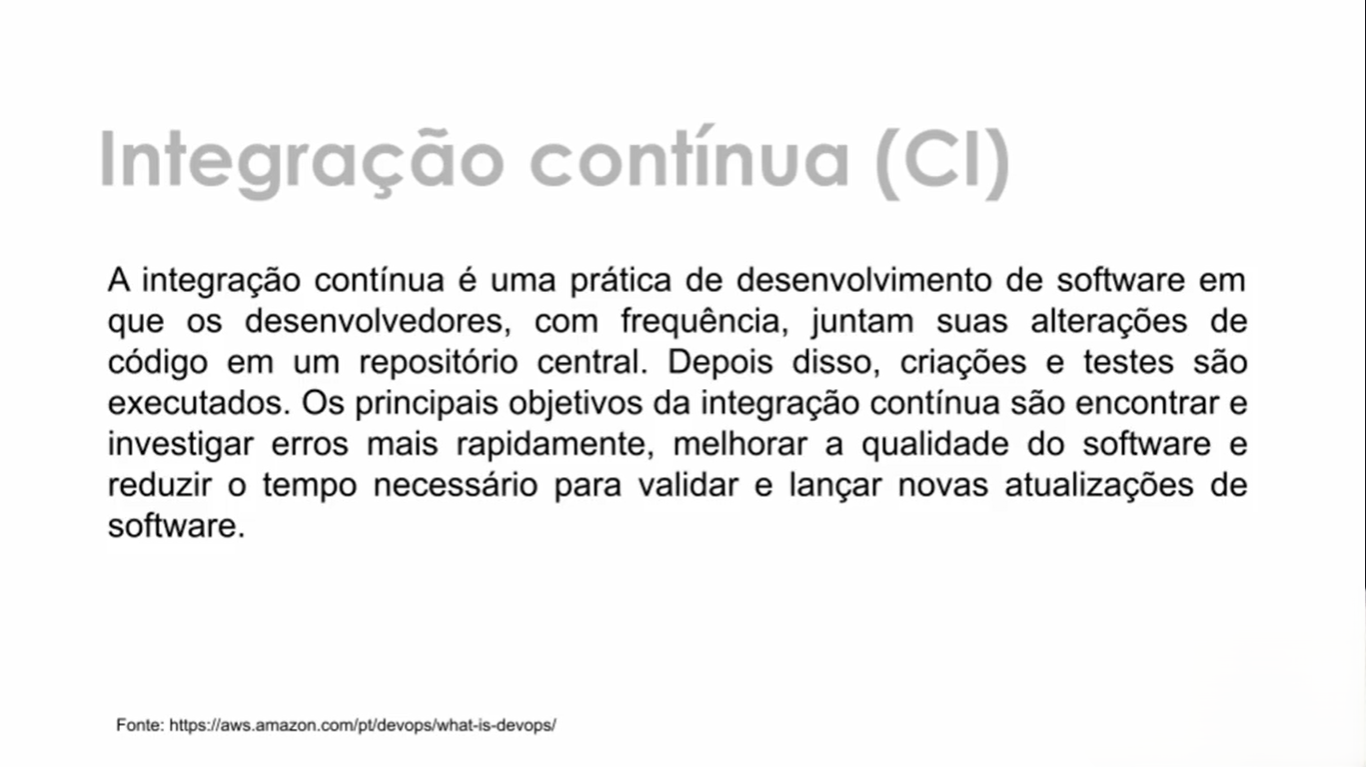 Integração contínua (CI)
A integração contínua é uma prática de desenvolvimento de software em
que os desenvolvedores, com frequência, juntam suas alterações de
código em um repositório central. Depois disso, criações e testes são
executados. Os principais objetivos da integração contínua são encontrar e
investigar erros mais rapidamente, melhorar a qualidade do software e
reduzir o tempo necessário para validar e lançar novas atualizações de
software.
Fonte: https://aws.amazon.com/pt/devops/what-is-devops/